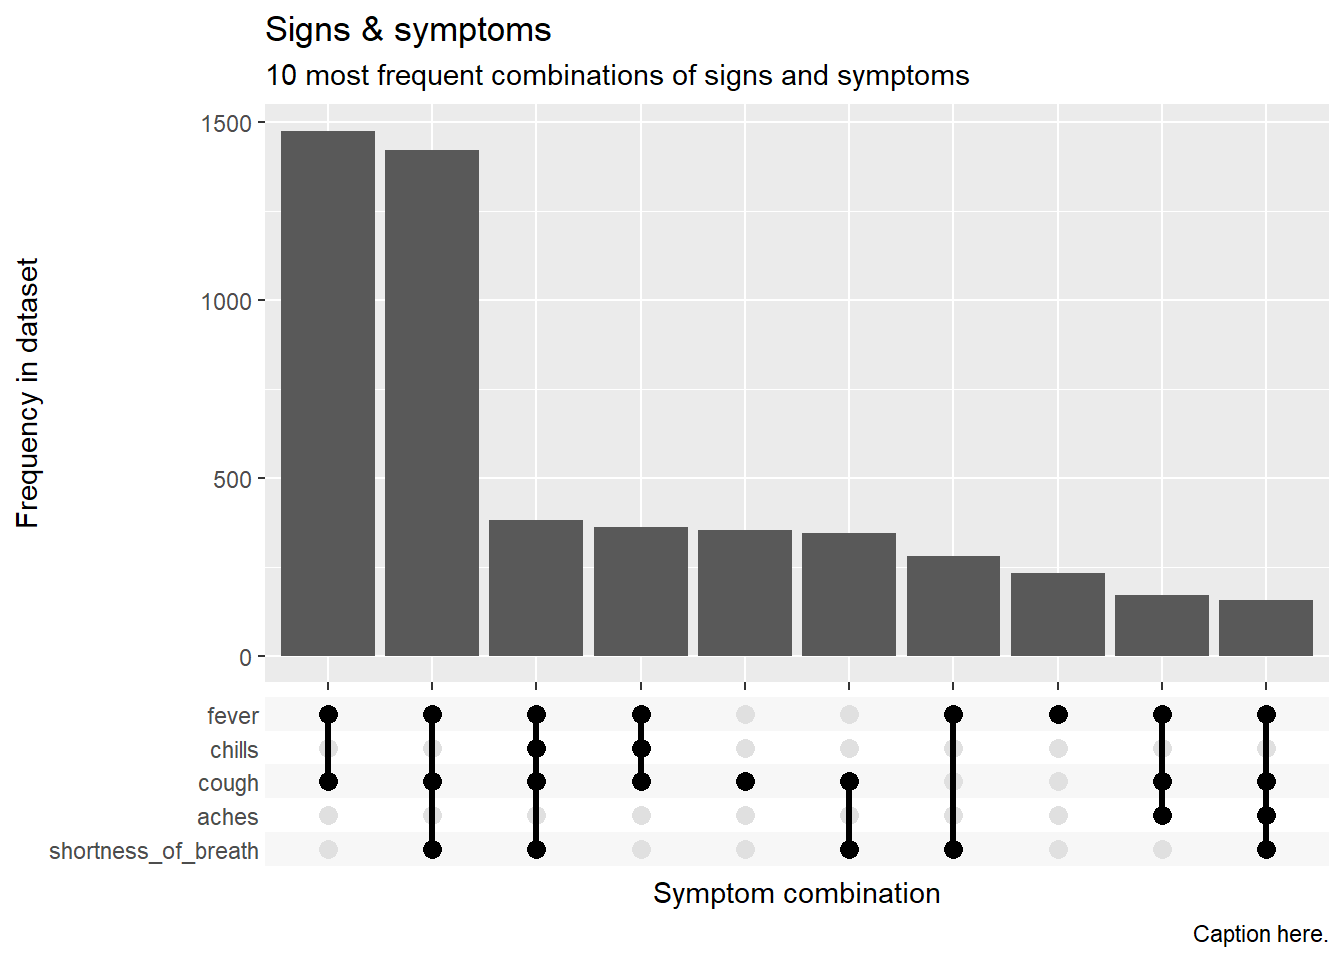 Signs & symptoms
10 most frequent combinations of signs and symptoms
Frequency in dataset
1500
1000
500
0
fever
chills
cough
aches
shortness_of_breath
Symptom combination
Caption here.